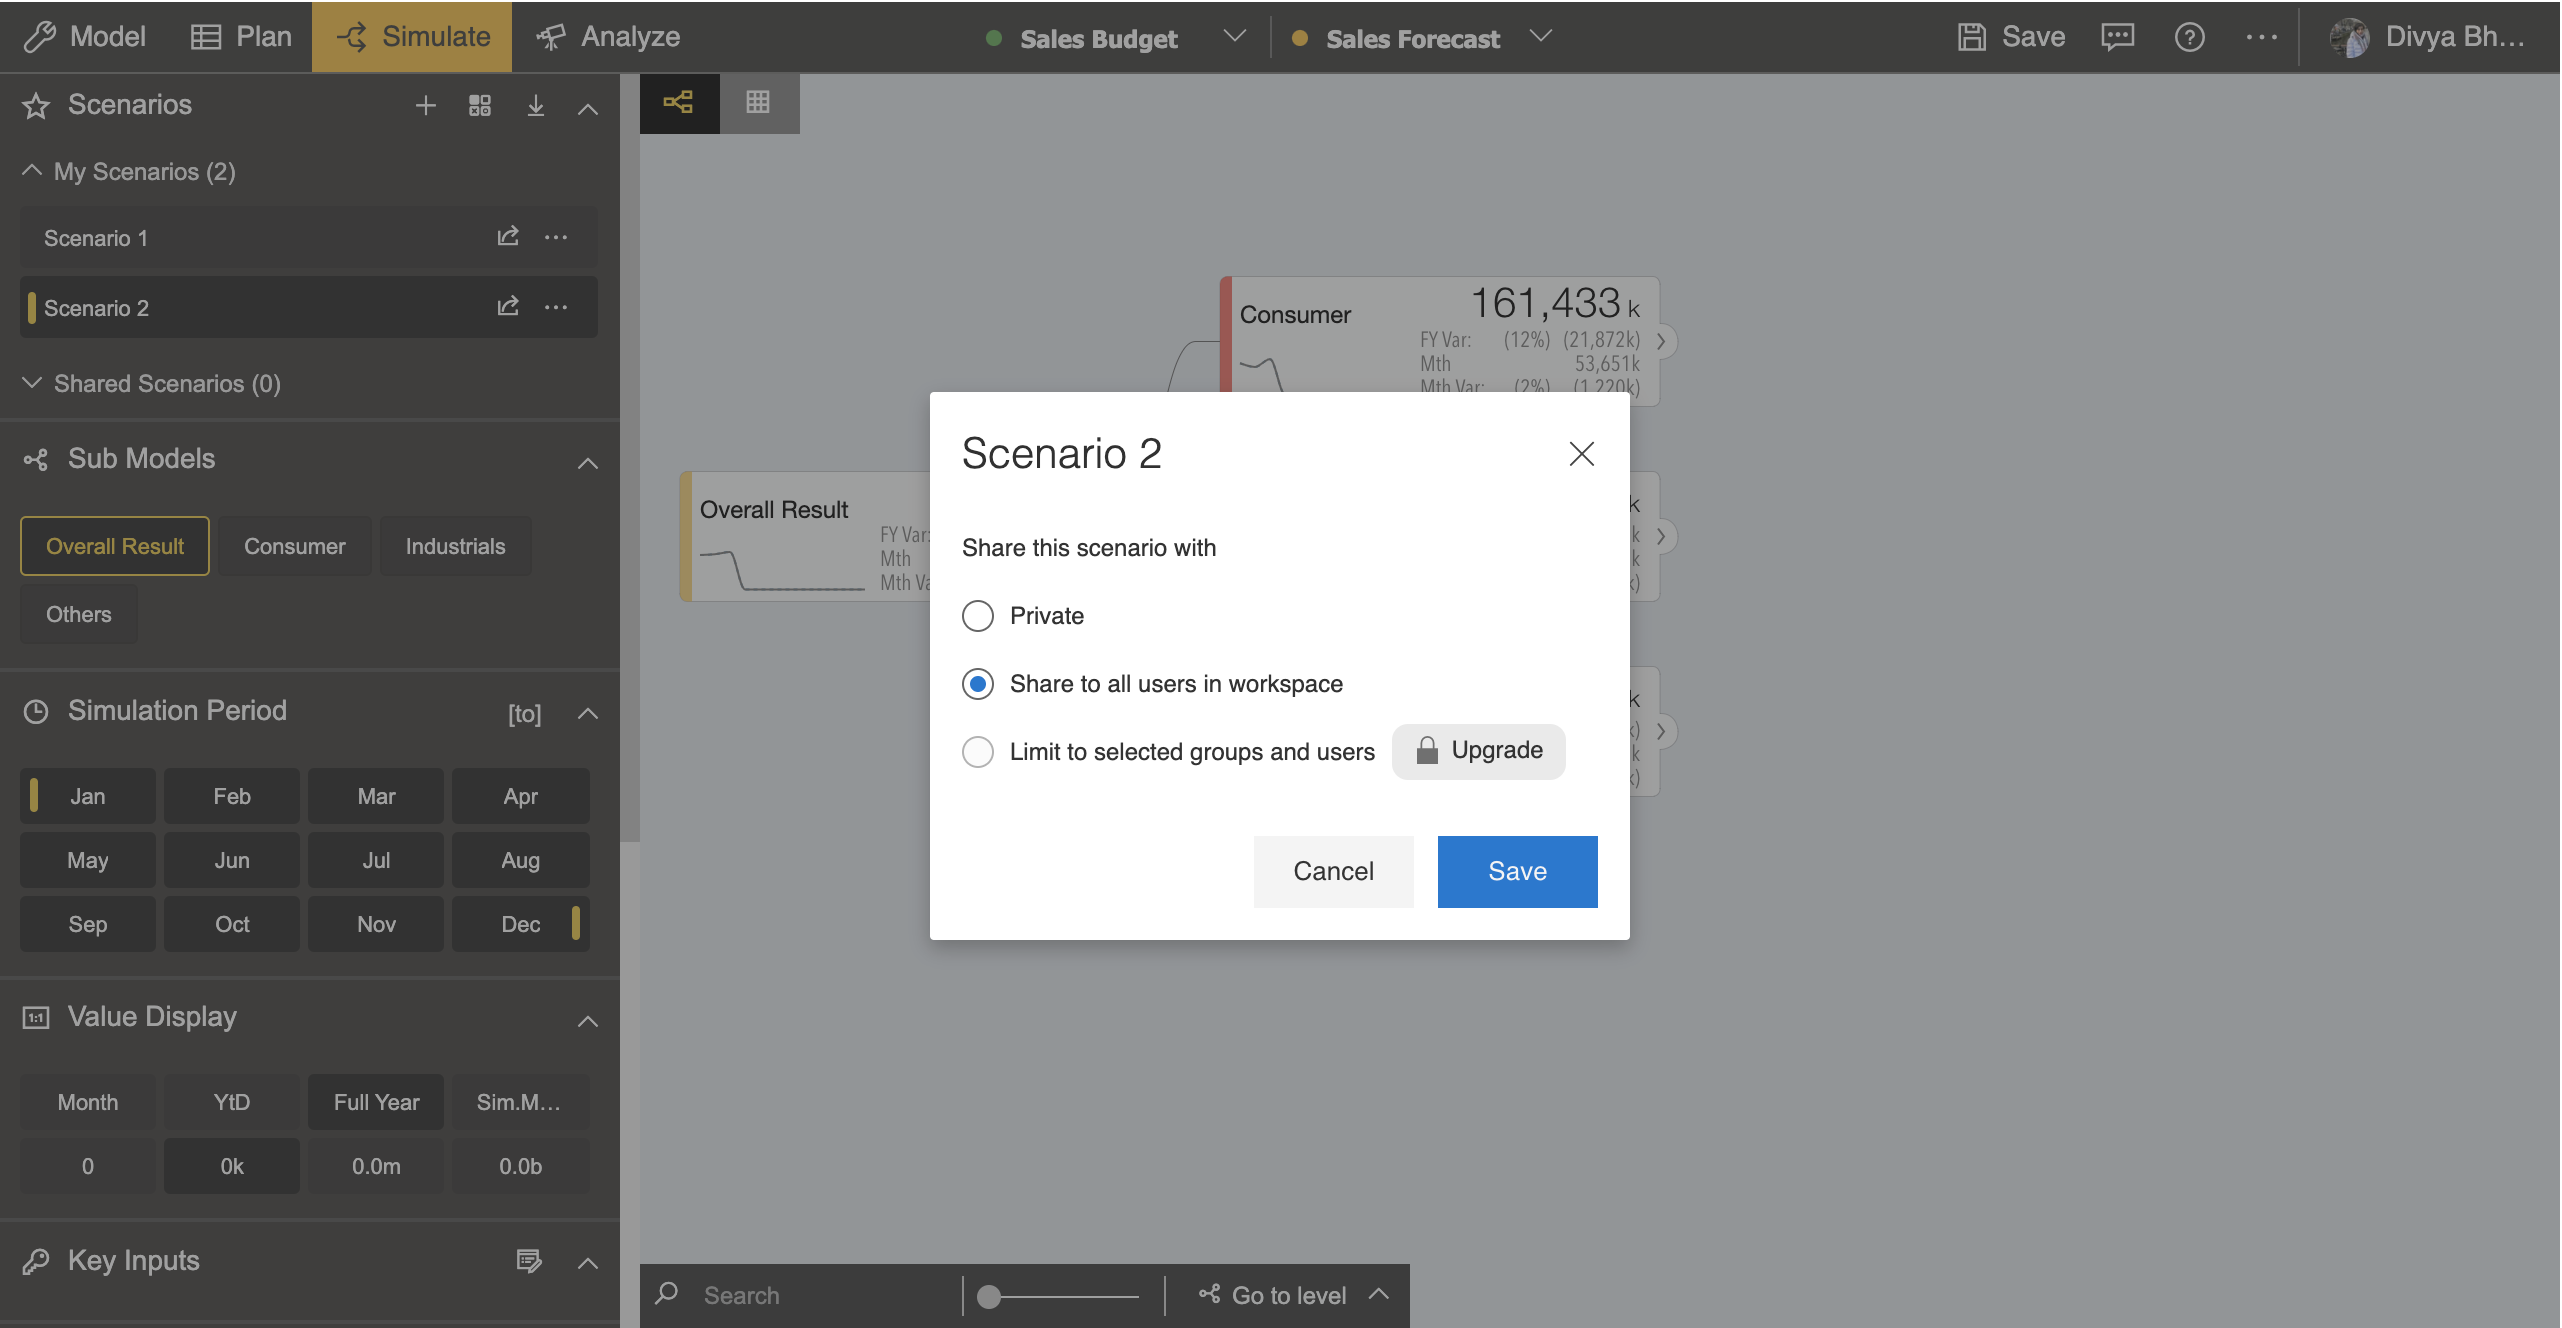 Model Plan Simulate Analyze Sales Budget Sales Forecast Save Divya Bh...
Scenarios
My Scenarios (2)
Scenario 1
Scenario 2
Shared Scenarios (0)
Sub Models
Overall Result Consumer Industrials
Others
Simulation Period [to]
Jan Feb Mar Apr
May Jun Jul Aug
Sep Oct Nov Dec
Value Display
Month YtD Full Year Sim.M...
0 0k 0.0m 0.0b
Key Inputs
Consumer 161,433 k
FY Var: (12%) (21,872k)
Mth 53,651k
Mth Var: (2%) (1,220k)
Overall Result
FY Var:
Mth
Scenario 2
Share this scenario with
Private
Share to all users in workspace
Limit to selected groups and users Upgrade
Cancel Save
Search Go to level